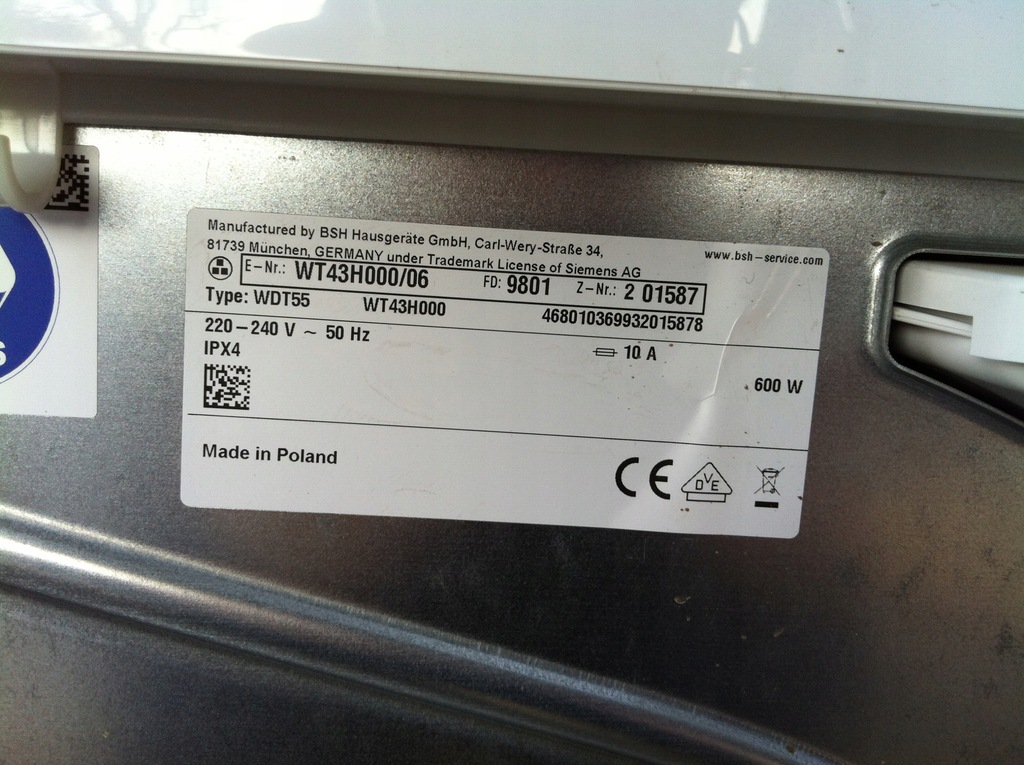 Manufactured by BSH Hausgeräte GmbH, Carl-Wery-Straße 34,
81739 München, GERMANY under Trademark License of Siemens AG
www.bsh-service.com
E-Nr.: WT43H000/06 FD: 9801 Z-Nr.: 2 01587
Type: WDT55 WT43H000 468010369932015878
220-240 V ~ 50 Hz
10 A
IPX4
600 W
Made in Poland
CE
DVE
S